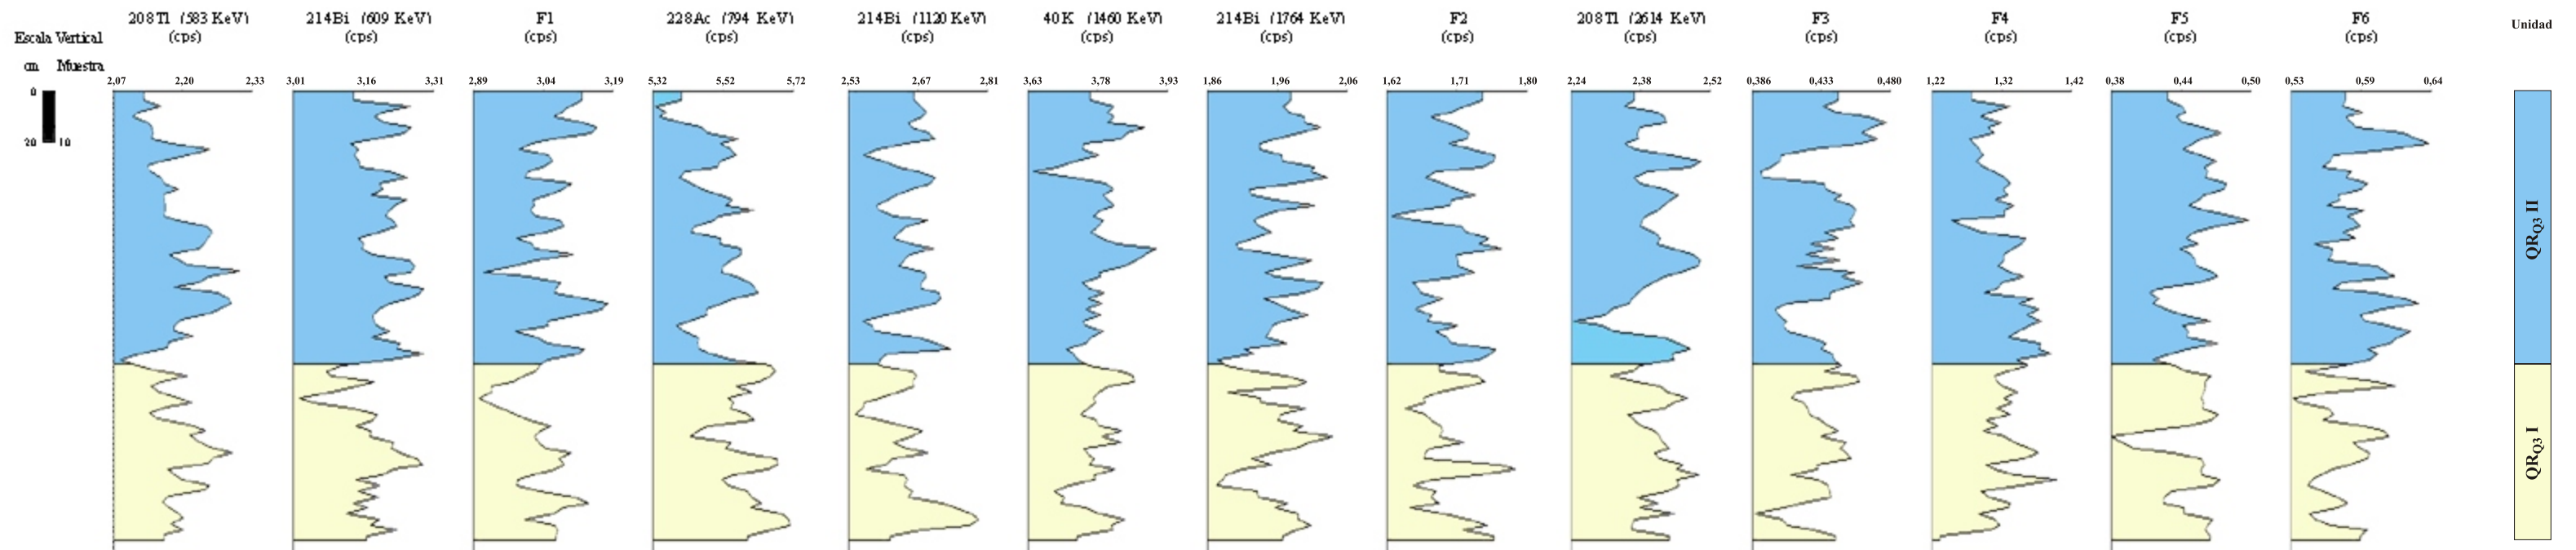 208Tl (583 KeV) 214Bi (609 KeV) F1 228Ac (794 KeV) 214Bi (1120 KeV) 40K (1460 KeV) 214Bi (1764 KeV) F2 208Tl (2614 KeV) F3 F4 F5 F6 Unidad
Escala Vertical (cps) (cps) (cps) (cps) (cps) (cps) (cps) (cps) (cps) (cps) (cps) (cps) (cps)
cm Muestra
2,07 2,20 2,33 3,01 3,16 3,31 2,89 3,04 3,19 5,32 5,52 5,72 2,53 2,67 2,81 3,63 3,78 3,93 1,86 1,96 2,06 1,62 1,71 1,80 2,24 2,38 2,52 0,386 0,433 0,480 1,22 1,32 1,42 0,38 0,44 0,50 0,53 0,59 0,64
0
20 10
QRQ3 II
QRQ3 I